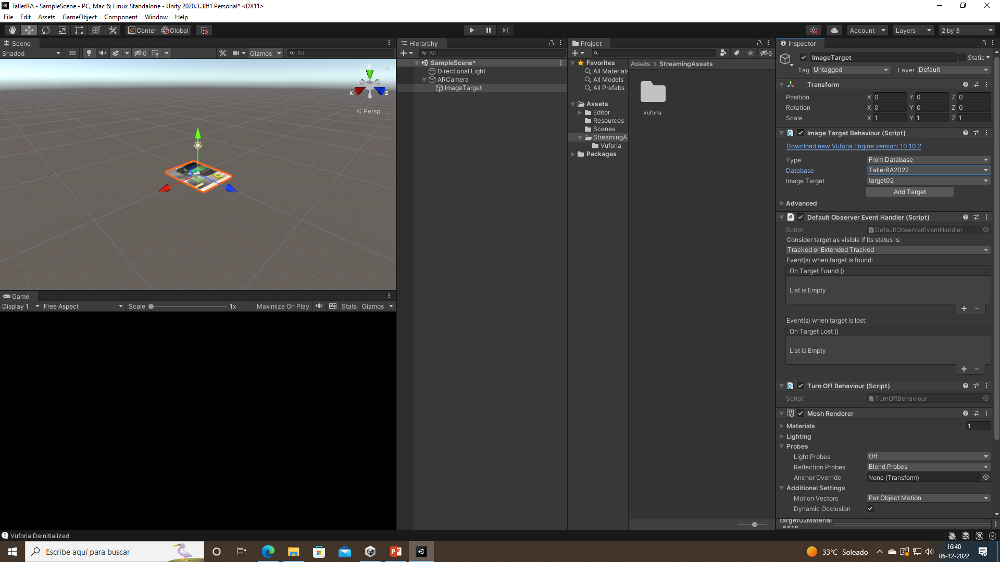 TallerRA - SampleScene - PC, Mac & Linux Standalone - Unity 2020.3.38f1 Personal* <DX11>
File Edit Assets GameObject Component Window Help
Center Global
Account Layers 2 by 3
Scene
Shaded 2D 0 Gizmos All
y
x z
Persp
Game
Display 1 Free Aspect Scale 1x Maximize On Play Stats Gizmos
Hierarchy
All
SampleScene*
Directional Light
ARCamera
ImageTarget
Project
6
Favorites
All Materials
All Models
All Prefabs
Assets
Editor
Resources
Scenes
StreamingA
Vuforia
Packages
Assets > StreamingAssets
Vuforia
Inspector
ImageTarget Static
Tag Untagged Layer Default
Transform
Position X 0 Y 0 Z 0
Rotation X 0 Y 0 Z 0
Scale X 1 Y 1 Z 1
Image Target Behaviour (Script)
Download new Vuforia Engine version: 10.10.2
Type From Database
Database TallerRA2022
Image Target target02
Add Target
Advanced
Default Observer Event Handler (Script)
Script DefaultObserverEventHandler
Consider target as visible if its status is:
Tracked or Extended Tracked
Event(s) when target is found:
On Target Found ()
List is Empty
+ −
Event(s) when target is lost:
On Target Lost ()
List is Empty
+ −
Turn Off Behaviour (Script)
Script TurnOffBehaviour
Mesh Renderer
Materials 1
Lighting
Probes
Light Probes Off
Reflection Probes Blend Probes
Anchor Override None (Transform)
Additional Settings
Motion Vectors Per Object Motion
Dynamic Occlusion
target02Material
-5518
Vuforia Deinitialized
Escribe aquí para buscar
33°C Soleado
16:40
06-12-2022